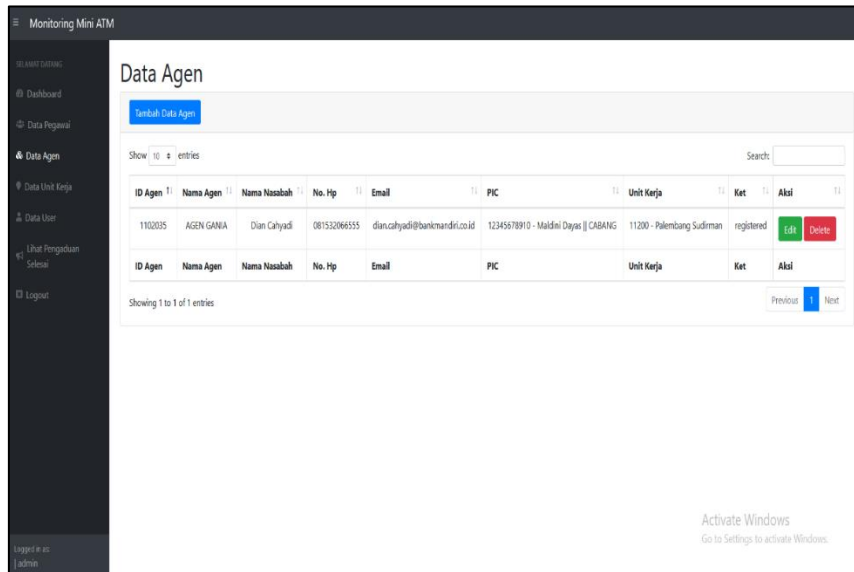 Monitoring Mini ATM
SELAMAT DATANG
Dashboard
Data Pegawai
Data Agen
Data Unit Kerja
Data User
Lihat Pengaduan
Selesai
Logout
Logged in as:
| admin
Data Agen
Tambah Data Agen
Show 10 entries
Search:
ID Agen Nama Agen Nama Nasabah No. Hp Email PIC Unit Kerja Ket Aksi
1102035 AGEN GANIA Dian Cahyadi 081532066555 dian.cahyadi@bankmandiri.co.id 12345678910 - Maldini Dayas || CABANG 11200 - Palembang Sudirman registered Edit Delete
ID Agen Nama Agen Nama Nasabah No. Hp Email PIC Unit Kerja Ket Aksi
Showing 1 to 1 of 1 entries
Previous 1 Next
Activate Windows
Go to Settings to activate Windows.